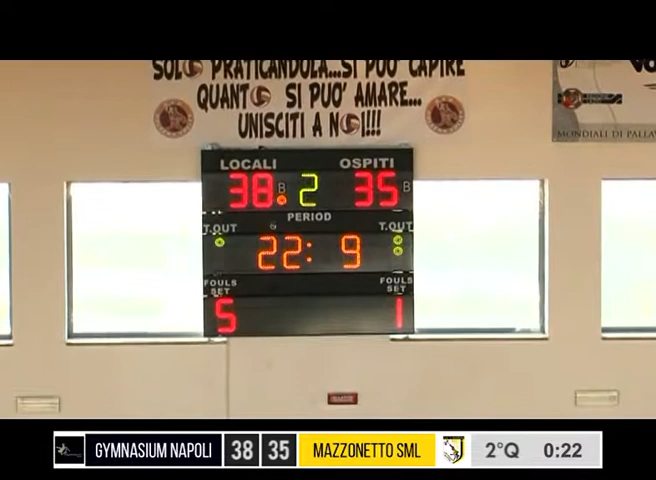 SOLO PRATICANDOLA...SI PUO' CAPIRE
QUANTO SI PUO' AMARE...
UNISCITI A NOI!!!
MONDIALI DI PALLAV
LOCALI OSPITI
38 B 2 35 B
PERIOD
T.OUT T.OUT
22: 9
FOULS SET FOULS SET
5 1
GYMNASIUM NAPOLI 38 35 MAZZONETTO SML 2°Q 0:22